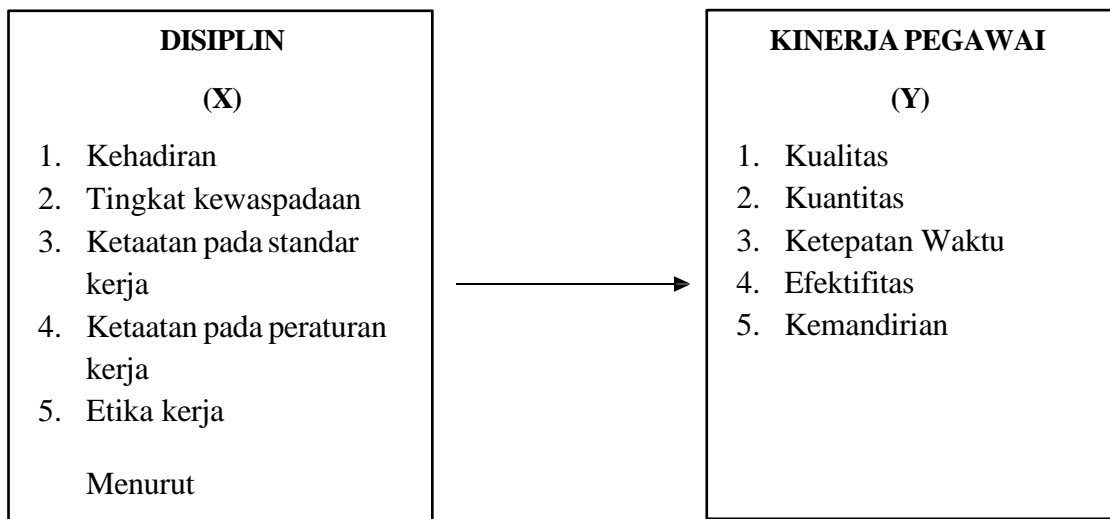 DISIPLIN
(X)
1. Kehadiran
2. Tingkat kewaspadaan
3. Ketaatan pada standar
kerja
4. Ketaatan pada peraturan
kerja
5. Etika kerja
Menurut
KINERJA PEGAWAI
(Y)
1. Kualitas
2. Kuantitas
3. Ketepatan Waktu
4. Efektifitas
5. Kemandirian